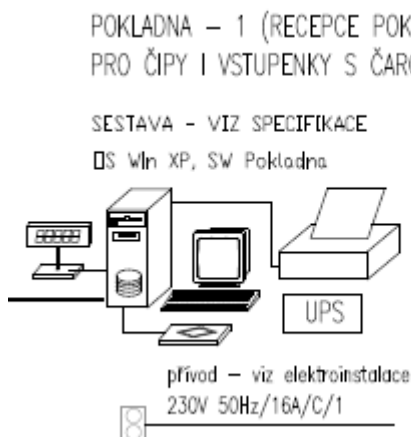 POKLADNA – 1 (RECEPCE POK
PRO ČIPY I VSTUPENKY S ČAR
SESTAVA - VIZ SPECIFIKACE
OS Win XP, SW Pokladna
UPS
přívod – viz elektroinstalace
230V 50Hz/16A/C/1